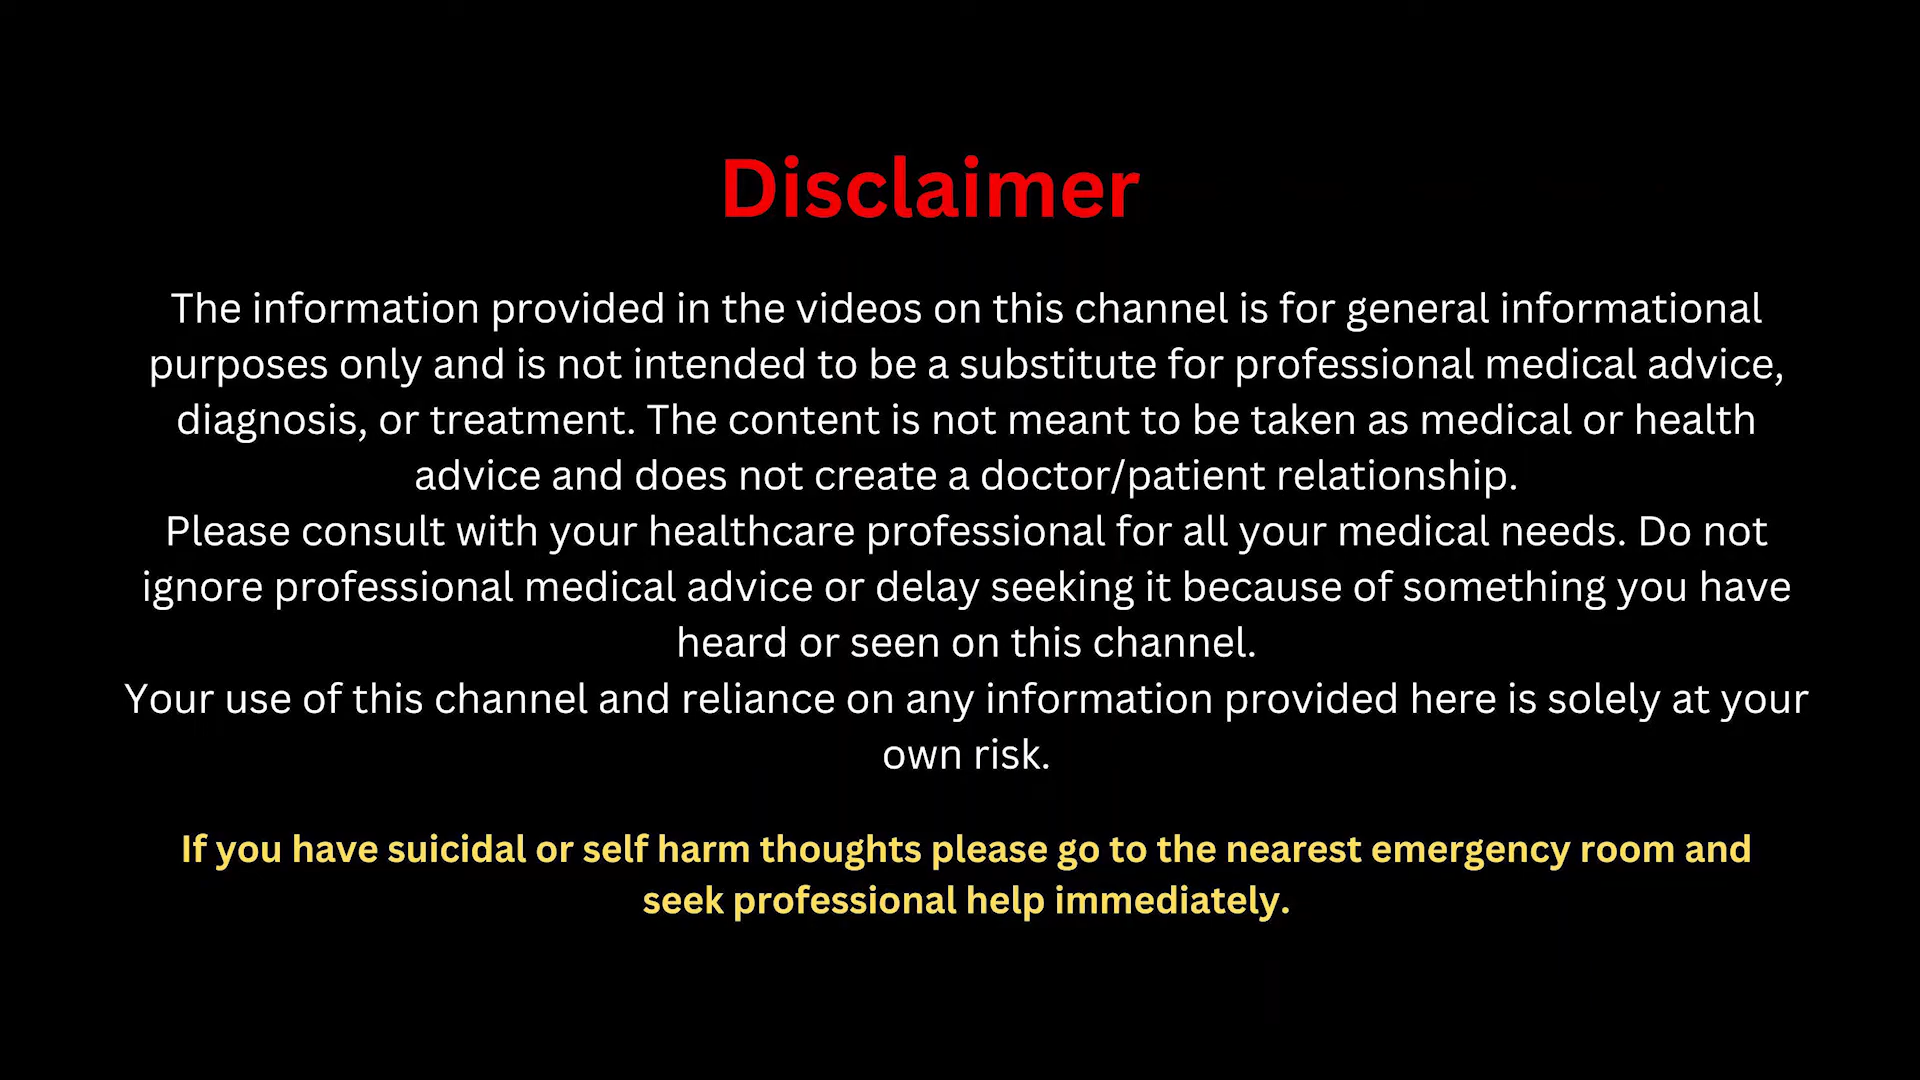 Disclaimer
The information provided in the videos on this channel is for general informational
purposes only and is not intended to be a substitute for professional medical advice,
diagnosis, or treatment. The content is not meant to be taken as medical or health
advice and does not create a doctor/patient relationship.
Please consult with your healthcare professional for all your medical needs. Do not
ignore professional medical advice or delay seeking it because of something you have
heard or seen on this channel.
Your use of this channel and reliance on any information provided here is solely at your
own risk.
If you have suicidal or self harm thoughts please go to the nearest emergency room and
seek professional help immediately.